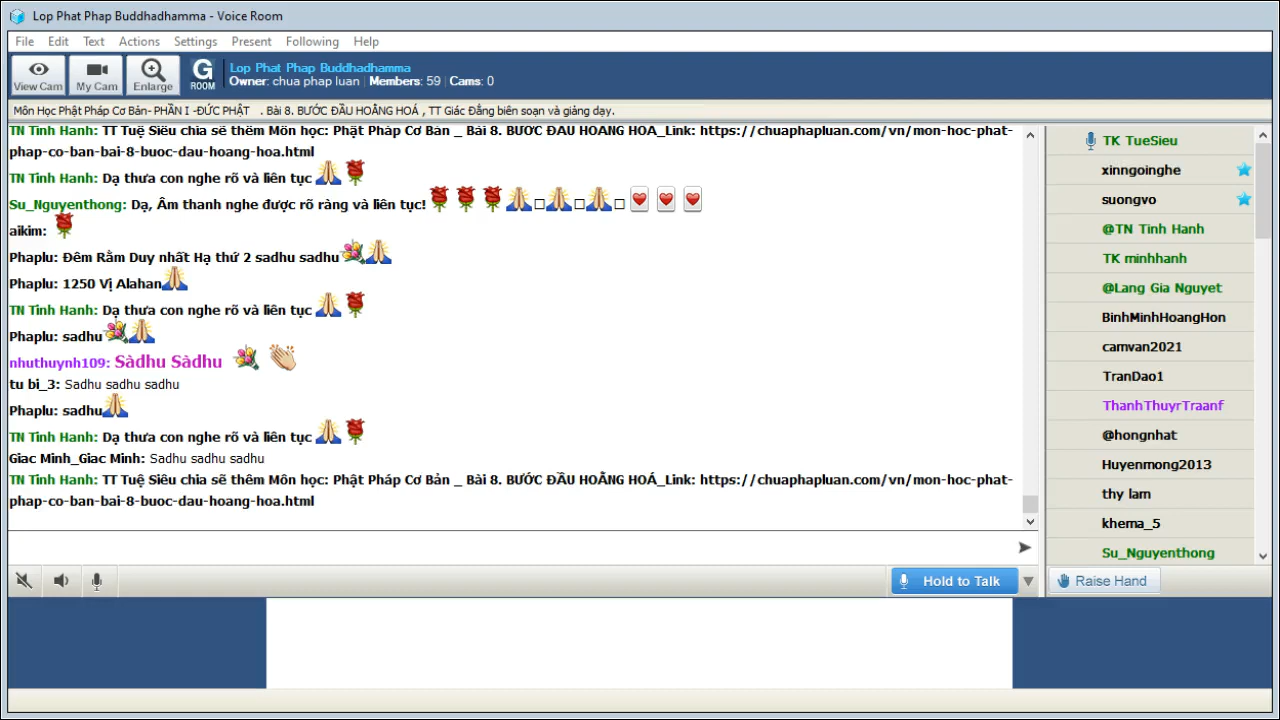 Lop Phat Phap Buddhadhamma - Voice Room
File Edit Text Actions Settings Present Following Help
View Cam My Cam Enlarge G ROOM
Lop Phat Phap Buddhadhamma
Owner: chua phap luan Members: 59 Cams: 0
Môn Học Phật Pháp Cơ Bản- PHẦN I -ĐỨC PHẬT . Bài 8. BƯỚC ĐẦU HOẰNG HOÁ , TT Giác Đẳng biên soạn và giảng dạy.
TN Tinh Hanh: TT Tuệ Siêu chia sẽ thêm Môn học: Phật Pháp Cơ Bản _ Bài 8. BƯỚC ĐẦU HOẰNG HOÁ_Link: https://chuaphapluan.com/vn/mon-hoc-phat-
phap-co-ban-bai-8-buoc-dau-hoang-hoa.html
TN Tinh Hanh: Dạ thưa con nghe rõ và liên tục 🙏🌹
Su_Nguyenthong: Dạ, Âm thanh nghe được rõ ràng và liên tục! 🌹🌹🌹🙏□🙏□🙏□ ♥ ♥ ♥
aikim: 🌹
Phaplu: Đêm Rằm Duy nhất Hạ thứ 2 sadhu sadhu💐🙏
Phaplu: 1250 Vị Alahan🙏
TN Tinh Hanh: Dạ thưa con nghe rõ và liên tục 🙏🌹
Phaplu: sadhu💐🙏
nhuthuynh109: Sàdhu Sàdhu 💐 👏
tu bi_3: Sadhu sadhu sadhu
Phaplu: sadhu🙏
TN Tinh Hanh: Dạ thưa con nghe rõ và liên tục 🙏🌹
Giac Minh_Giac Minh: Sadhu sadhu sadhu
TN Tinh Hanh: TT Tuệ Siêu chia sẽ thêm Môn học: Phật Pháp Cơ Bản _ Bài 8. BƯỚC ĐẦU HOẰNG HOÁ_Link: https://chuaphapluan.com/vn/mon-hoc-phat-
phap-co-ban-bai-8-buoc-dau-hoang-hoa.html
Hold to Talk
TK TueSieu
xinngoinghe
suongvo
@TN Tinh Hanh
TK minhhanh
@Lang Gia Nguyet
BinhMinhHoangHon
camvan2021
TranDao1
ThanhThuyrTraanf
@hongnhat
Huyenmong2013
thy lam
khema_5
Su_Nguyenthong
Raise Hand